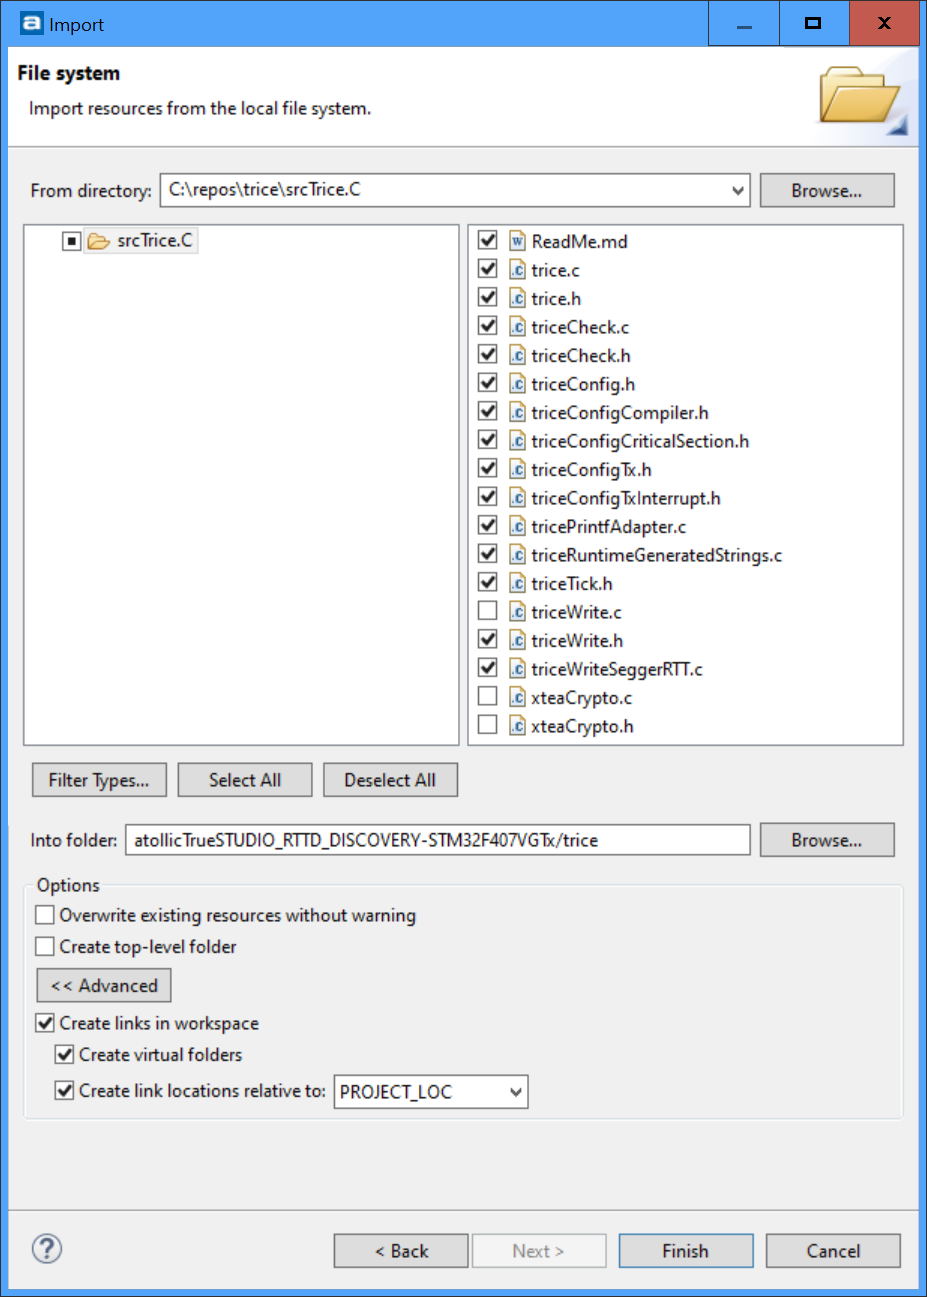 a Import
File system
Import resources from the local file system.
From directory: C:\repos\trice\srcTrice.C Browse...
srcTrice.C
ReadMe.md
trice.c
trice.h
triceCheck.c
triceCheck.h
triceConfig.h
triceConfigCompiler.h
triceConfigCriticalSection.h
triceConfigTx.h
triceConfigTxInterrupt.h
tricePrintfAdapter.c
triceRuntimeGeneratedStrings.c
triceTick.h
triceWrite.c
triceWrite.h
triceWriteSeggerRTT.c
xteaCrypto.c
xteaCrypto.h
Filter Types... Select All Deselect All
Into folder: atollicTrueSTUDIO_RTTD_DISCOVERY-STM32F407VGTx/trice Browse...
Options
Overwrite existing resources without warning
Create top-level folder
<< Advanced
Create links in workspace
Create virtual folders
Create link locations relative to: PROJECT_LOC
? < Back Next > Finish Cancel